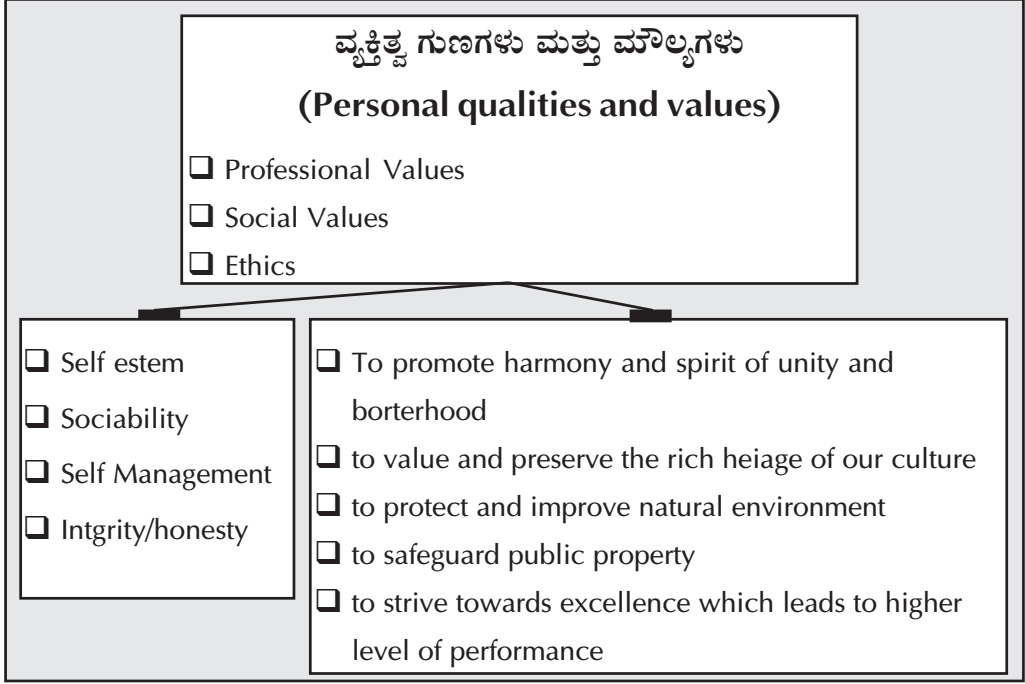 ವ್ಯಕ್ತಿತ್ವ ಗುಣಗಳು ಮತ್ತು ಮೌಲ್ಯಗಳು
(Personal qualities and values)
❑ Professional Values
❑ Social Values
❑ Ethics
❑ Self estem
❑ Sociability
❑ Self Management
❑ Intgrity/honesty
❑ To promote harmony and spirit of unity and
borterhood
❑ to value and preserve the rich heiage of our culture
❑ to protect and improve natural environment
❑ to safeguard public property
❑ to strive towards excellence which leads to higher
level of performance